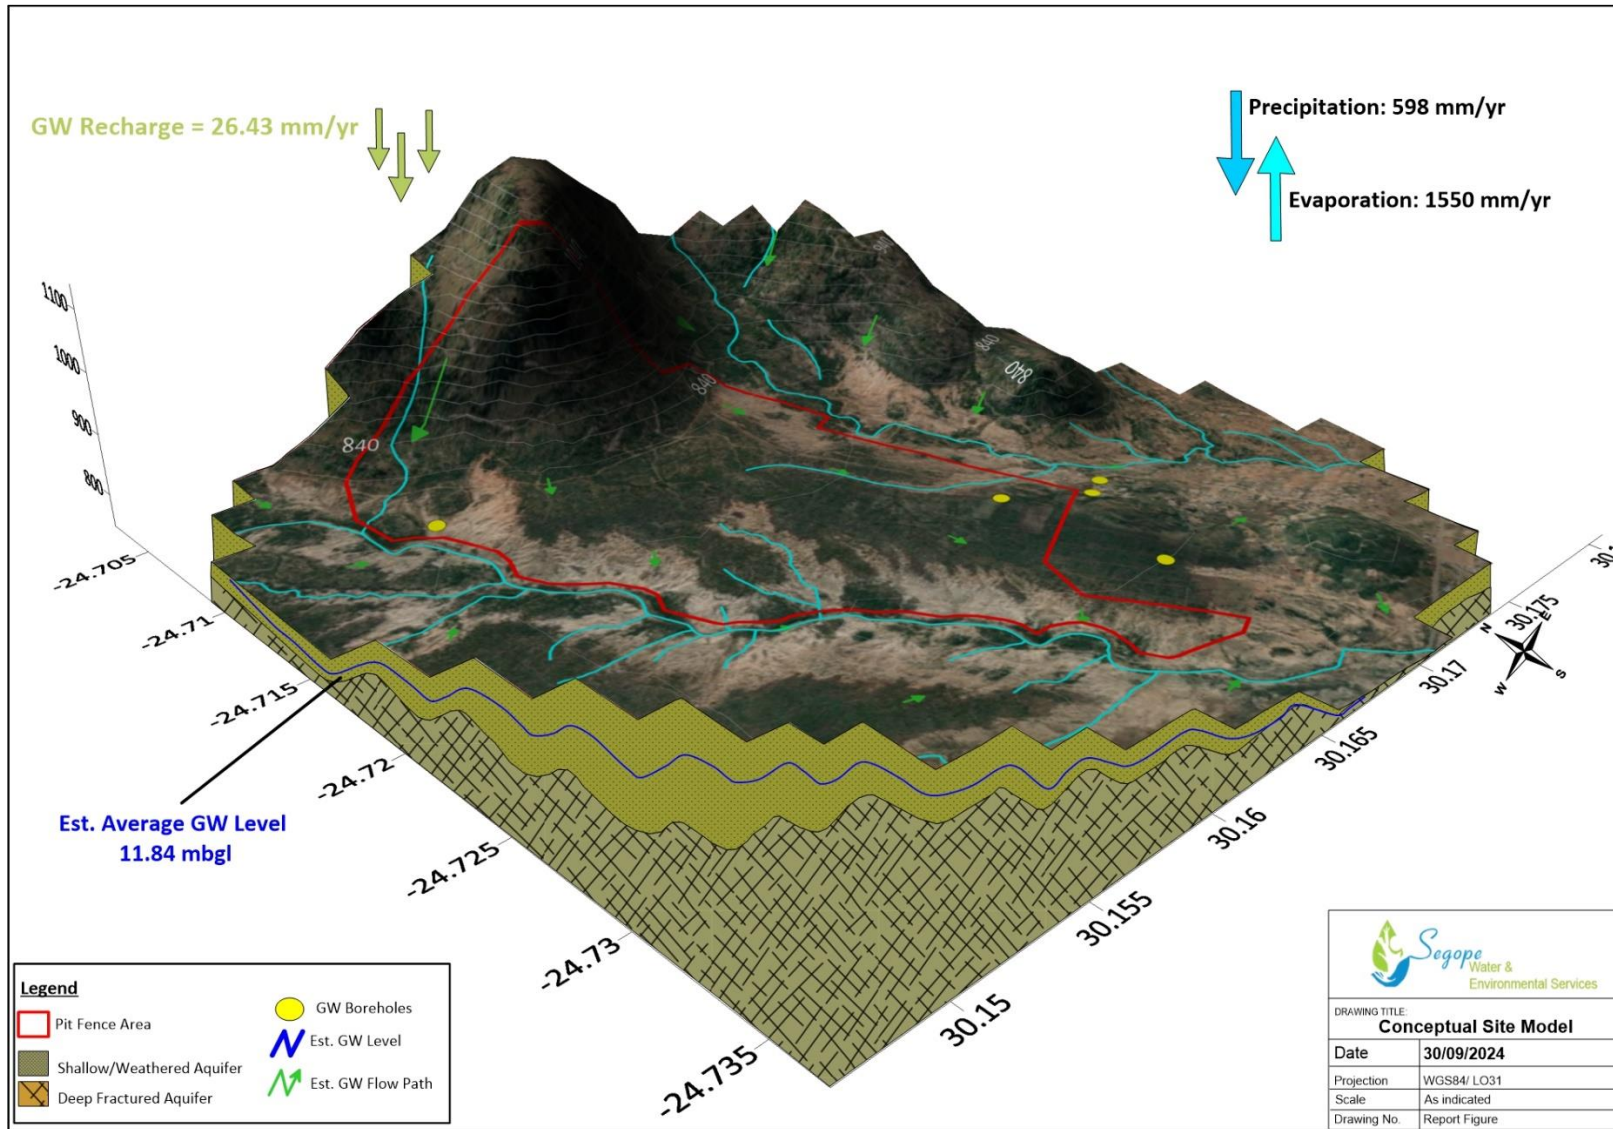 GW Recharge = 26.43 mm/yr
Precipitation: 598 mm/yr
Evaporation: 1550 mm/yr
1100
1000
900
800
840
840
840
840
-24.705
-24.71
-24.715
-24.72
-24.725
-24.73
-24.735
30.15
30.155
30.16
30.165
30.17
30.175
N
E
S
W
Est. Average GW Level
11.84 mbgl
Legend
Pit Fence Area
Shallow/Weathered Aquifer
Deep Fractured Aquifer
GW Boreholes
Est. GW Level
Est. GW Flow Path
Segope
Water &
Environmental Services
DRAWING TITLE:
Conceptual Site Model
Date 30/09/2024
Projection WGS84/ LO31
Scale As indicated
Drawing No. Report Figure